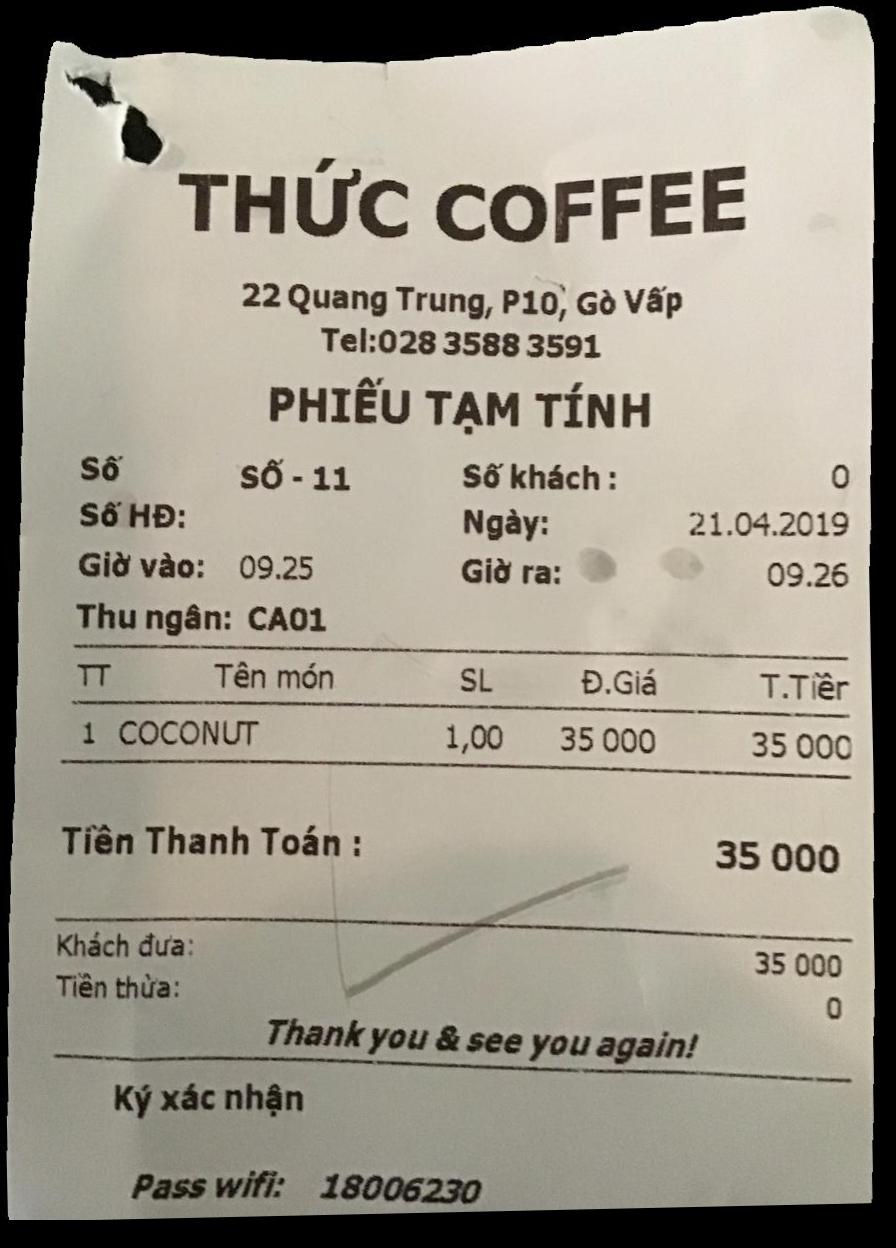 THỨC COFFEE
22 Quang Trung, P10, Gò Vấp
Tel:028 3588 3591
PHIẾU TẠM TÍNH
Số SỐ - 11 Số khách : 0
Số HĐ: Ngày: 21.04.2019
Giờ vào: 09.25 Giờ ra: 09.26
Thu ngân: CA01
TT Tên món SL Đ.Giá T.Tiền
1 COCONUT 1,00 35 000 35 000
Tiền Thanh Toán : 35 000
Khách đưa: 35 000
Tiền thừa: 0
Thank you & see you again!
Ký xác nhận
Pass wifi: 18006230